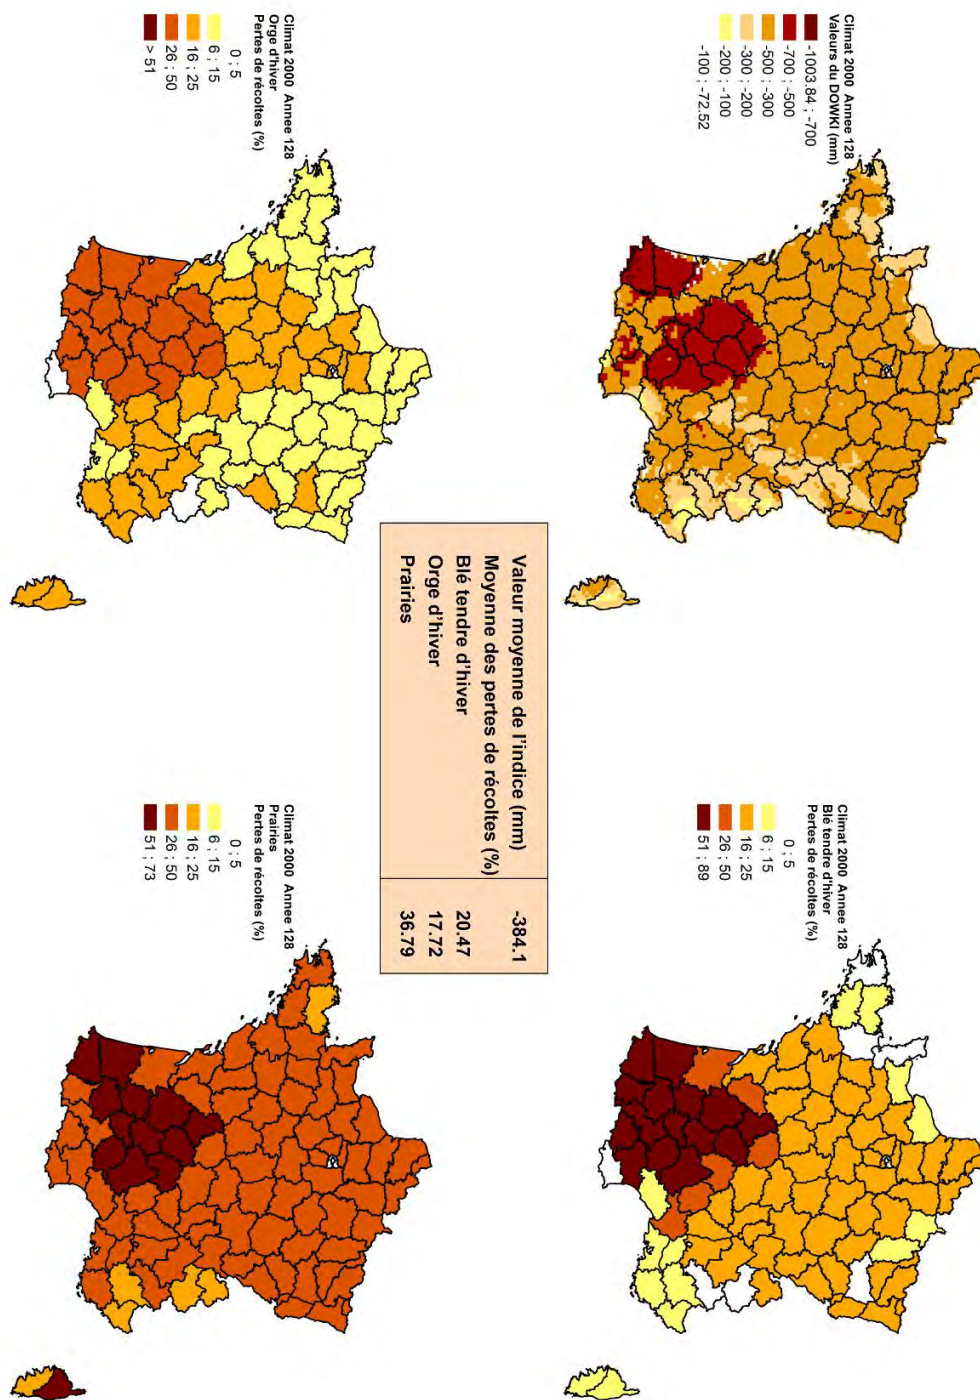 Climat 2000 Annee 128
Valeurs du DOWKI (mm)
-1003.84 ; -700
-700 ; -500
-500 ; -300
-300 ; -200
-200 ; -100
-100 ; -72.52
Climat 2000 Annee 128
Blé tendre d'hiver
Pertes de récoltes (%)
0 ; 5
6 ; 15
16 ; 25
26 ; 50
51 ; 89
Valeur moyenne de l'indice (mm) -384.1
Moyenne des pertes de récoltes (%)
Blé tendre d'hiver 20.47
Orge d'hiver 17.72
Prairies 36.79
Climat 2000 Annee 128
Orge d'hiver
Pertes de récoltes (%)
0 ; 5
6 ; 15
16 ; 25
26 ; 50
> 51
Climat 2000 Annee 128
Prairies
Pertes de récoltes (%)
0 ; 5
6 ; 15
16 ; 25
26 ; 50
51 ; 73